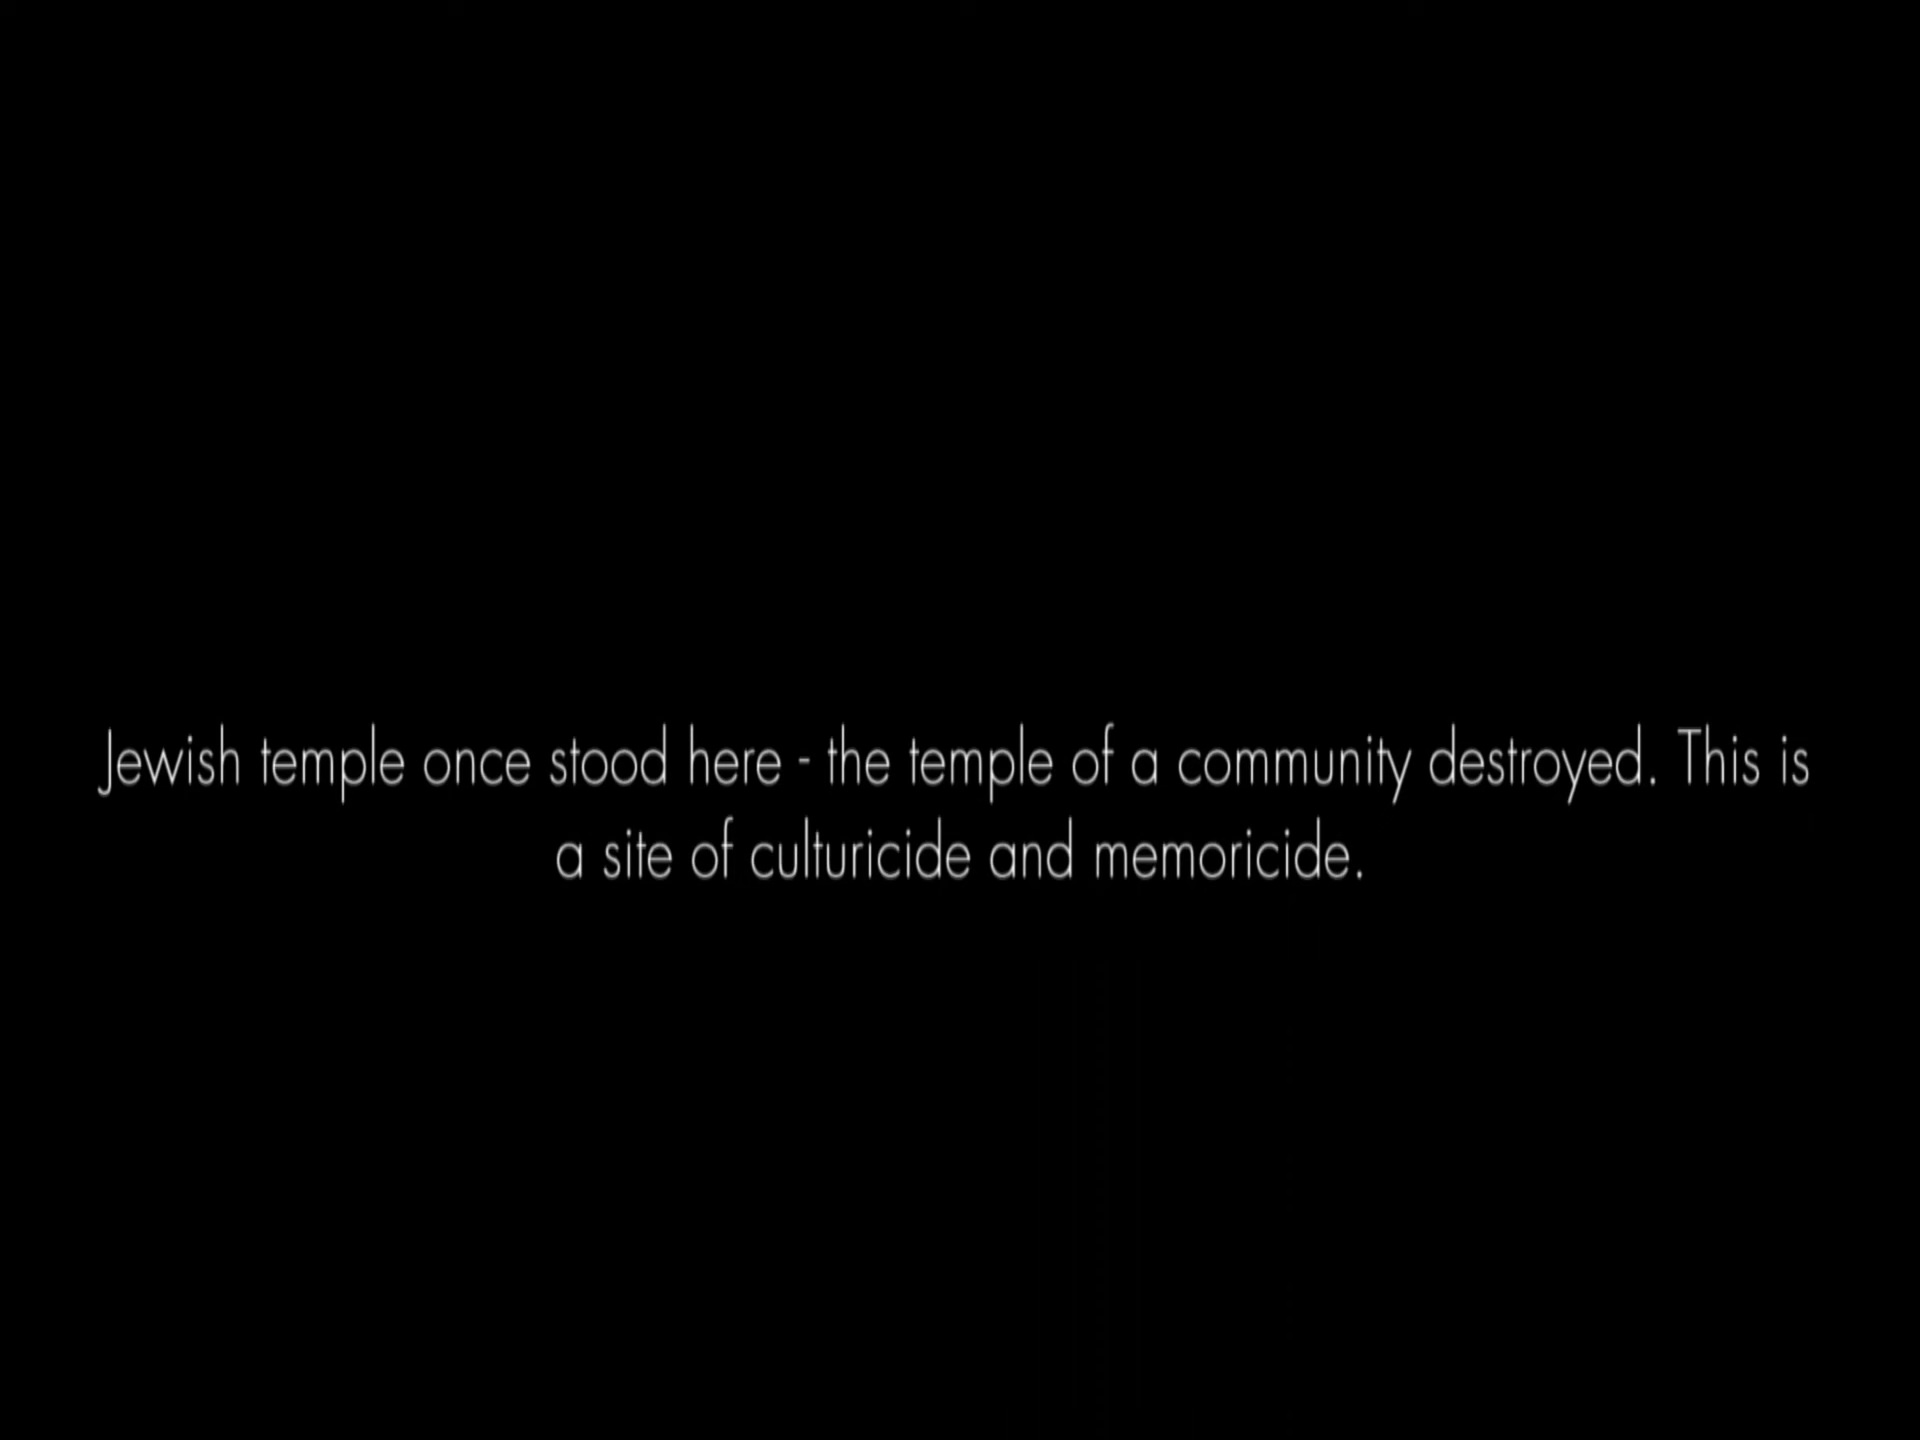 Jewish temple once stood here - the temple of a community destroyed. This is
a site of culturicide and memoricide.